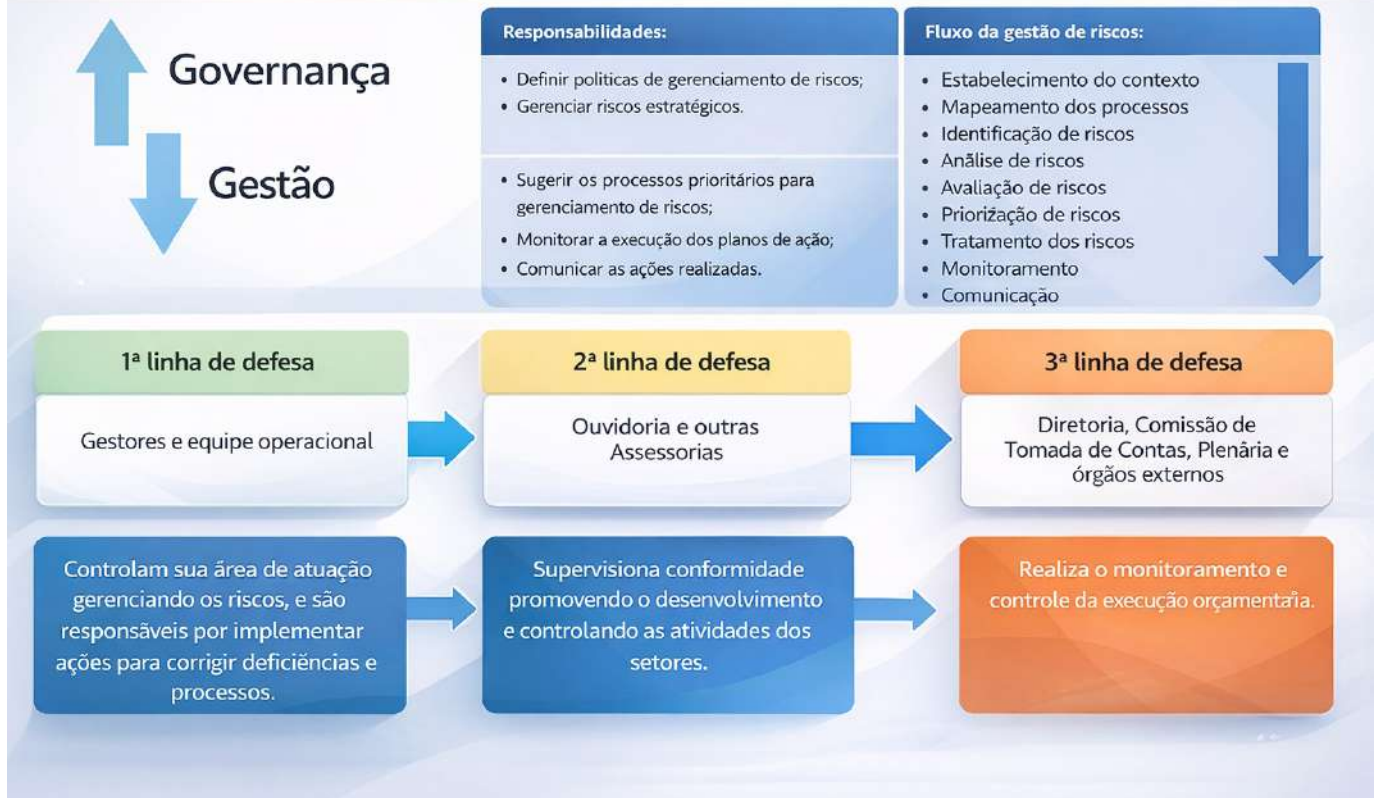 Governança
Gestão
Responsabilidades:
• Definir politicas de gerenciamento de riscos;
• Gerenciar riscos estratégicos.
• Sugerir os processos prioritários para
gerenciamento de riscos;
• Monitorar a execução dos planos de ação;
• Comunicar as ações realizadas.
Fluxo da gestão de riscos:
• Estabelecimento do contexto
• Mapeamento dos processos
• Identificação de riscos
• Anãlise de riscos
• Avaliação de riscos
• Priorižação de riscos
• Tratamento dos riscos
• Monitoramento
• Comunicação
1ª linha de defesa
Gestores e equipe operacional
Controlam sua área de atuação
gerenciando os riscos, e são
responsãveis por implementar
ações para corrigir deficiências e
processos.
2ª linha de defesa
Ouvidoria e outras
Assessorias
Supervisiona conformidade
promovendo o desenvolvimento
e controlando as atividades dos
setores.
3ª linha de defesa
Diretoria, Comissão de
Tomada de Contas, Plenária e
órgãos externos
Realiza o monitoramento e
controle da execução orçamentaria.